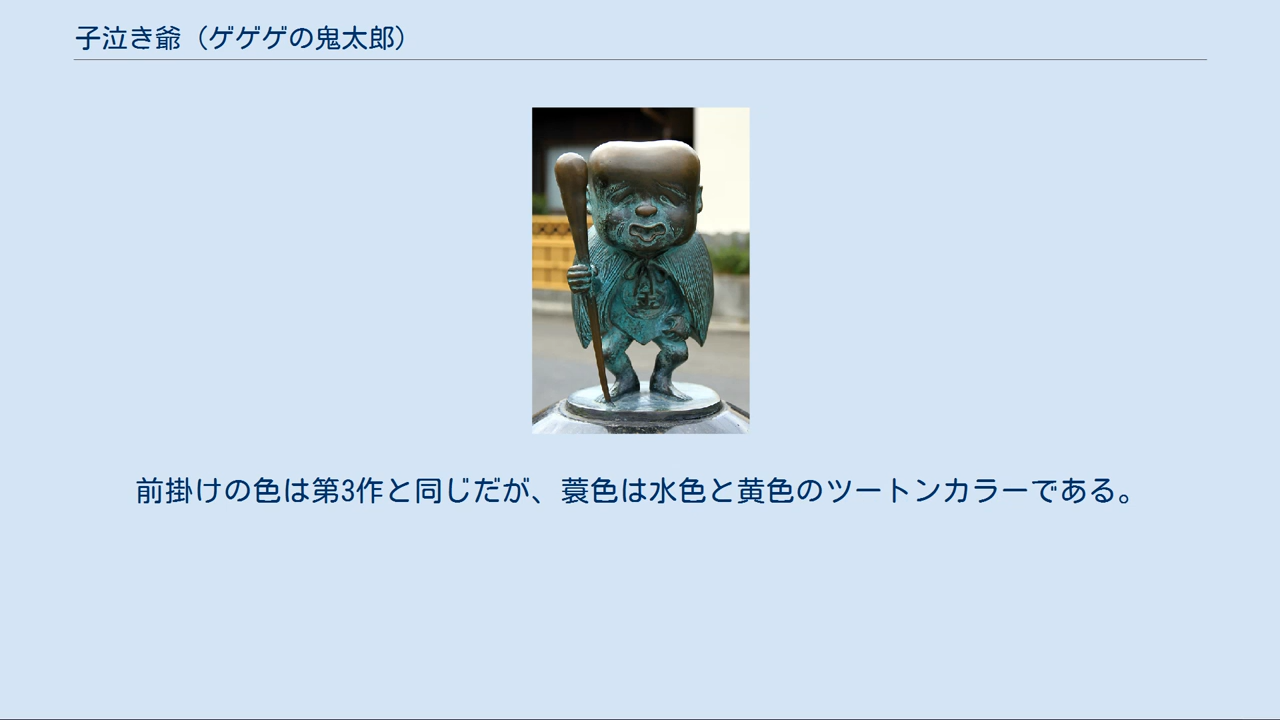 子泣き爺（ゲゲゲの鬼太郎）
金
前掛けの色は第3作と同じだが、蓑色は水色と黄色のツートンカラーである。